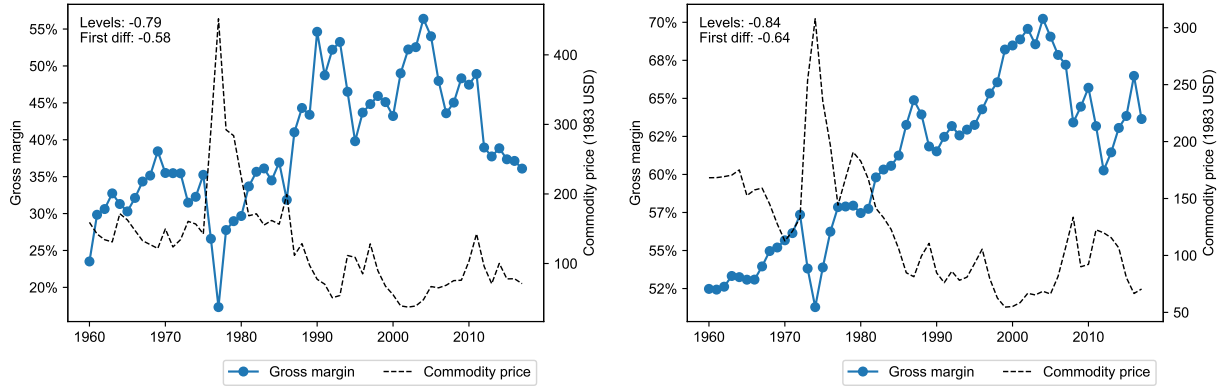 Levels: -0.79
First diff: -0.58
Gross margin
55%
50%
45%
40%
35%
30%
25%
20%
400
300
200
100
Commodity price (1983 USD)
1960 1970 1980 1990 2000 2010
Gross margin Commodity price
Levels: -0.84
First diff: -0.64
Gross margin
70%
68%
65%
62%
60%
57%
55%
52%
300
250
200
150
100
50
Commodity price (1983 USD)
1960 1970 1980 1990 2000 2010
Gross margin Commodity price